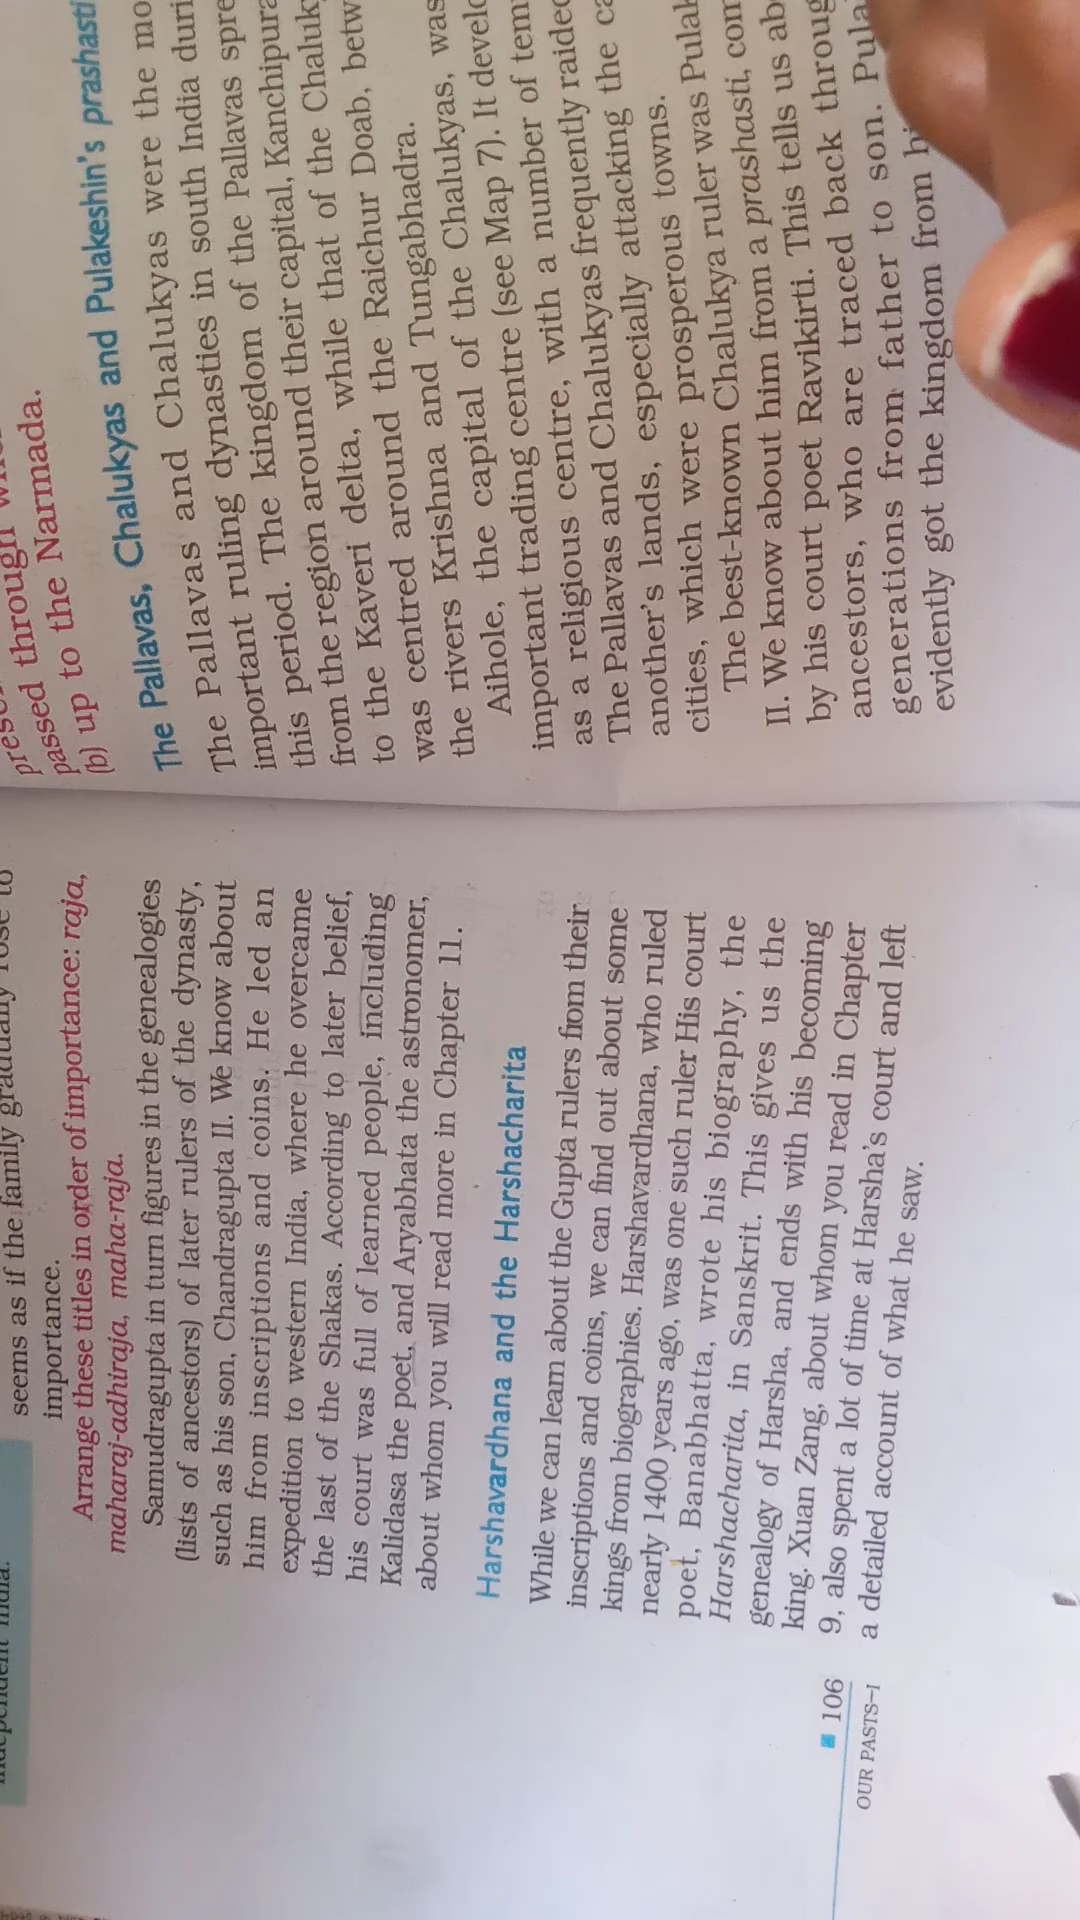 seems as if the family gradually rose to
importance.
Arrange these titles in order of importance: raja,
maharaj-adhiraja, maha-raja.
Samudragupta in turn figures in the genealogies
(lists of ancestors) of later rulers of the dynasty,
such as his son, Chandragupta II. We know about
him from inscriptions and coins. He led an
expedition to western India, where he overcame
the last of the Shakas. According to later belief,
his court was full of learned people, including
Kalidasa the poet, and Aryabhata the astronomer,
about whom you will read more in Chapter 11.
Harshavardhana and the Harshacharita
While we can learn about the Gupta rulers from their
inscriptions and coins, we can find out about some
kings from biographies. Harshavardhana, who ruled
nearly 1400 years ago, was one such ruler His court
poet, Banabhatta, wrote his biography, the
Harshacharita, in Sanskrit. This gives us the
genealogy of Harsha, and ends with his becoming
king. Xuan Zang, about whom you read in Chapter
9, also spent a lot of time at Harsha's court and left
a detailed account of what he saw.
106
OUR PASTS–I
passed through
(b) up to the Narmada.
The Pallavas, Chalukyas and Pulakeshin's prashasti
The Pallavas and Chalukyas were the
important ruling dynasties in south India
this period. The kingdom of the Pallavas
from the region around their capital, Kanchipura
to the Kaveri delta, while that of the
was centred around the Raichur Doab,
the rivers Krishna and Tungabhadra.
Aihole, the capital of the Chalukyas, was
important trading centre (see Map 7). It
as a religious centre, with a number of
The Pallavas and Chalukyas frequently raided
another's lands, especially attacking the
cities, which were prosperous towns.
The best-known Chalukya ruler was
II. We know about him from a prashasti,
by his court poet Ravikirti. This tells us
ancestors, who are traced back
generations from father to son.
evidently got the kingdom from